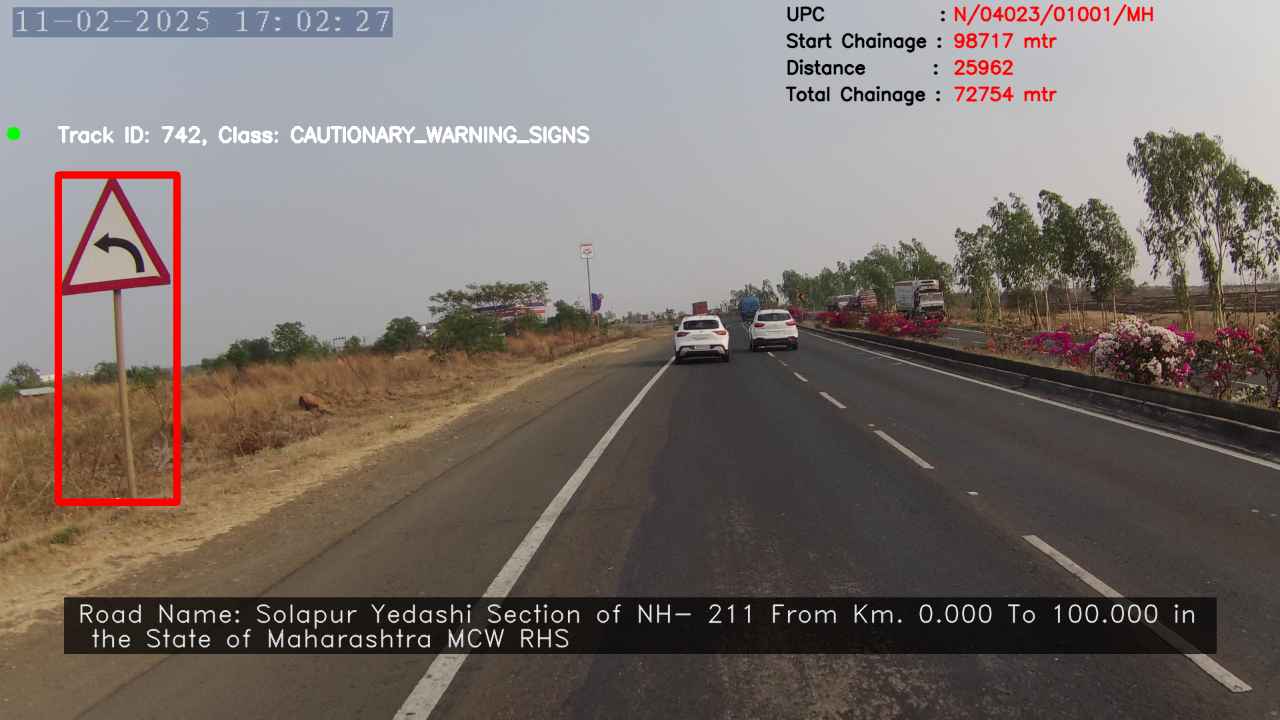 11-02-2025 17:02:27
UPC : N/04023/01001/MH
Start Chainage : 98717 mtr
Distance : 25962
Total Chainage : 72754 mtr
Track ID: 742, Class: CAUTIONARY_WARNING_SIGNS
Road Name: Solapur Yedashi Section of NH- 211 From Km. 0.000 To 100.000 in
the State of Maharashtra MCW RHS